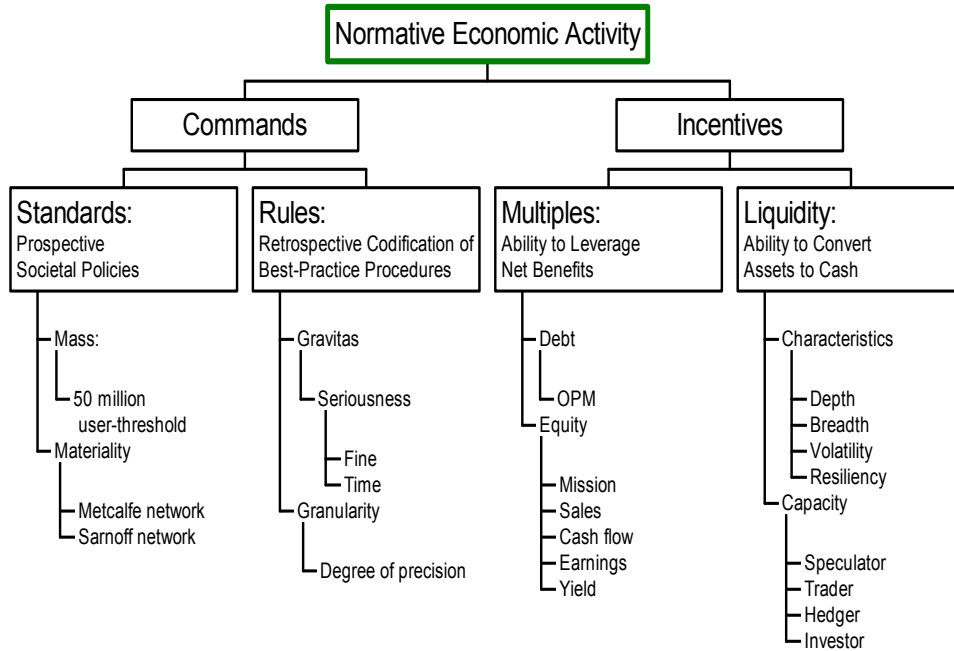 Normative Economic Activity
Commands
Incentives
Standards:
Prospective
Societal Policies
Rules:
Retrospective Codification of
Best-Practice Procedures
Multiples:
Ability to Leverage
Net Benefits
Liquidity:
Ability to Convert
Assets to Cash
Mass:
50 million
user-threshold
Materiality
Metcalfe network
Sarnoff network
Gravitas
Seriousness
Fine
Time
Granularity
Degree of precision
Debt
OPM
Equity
Mission
Sales
Cash flow
Earnings
Yield
Characteristics
Depth
Breadth
Volatility
Resiliency
Capacity
Speculator
Trader
Hedger
Investor